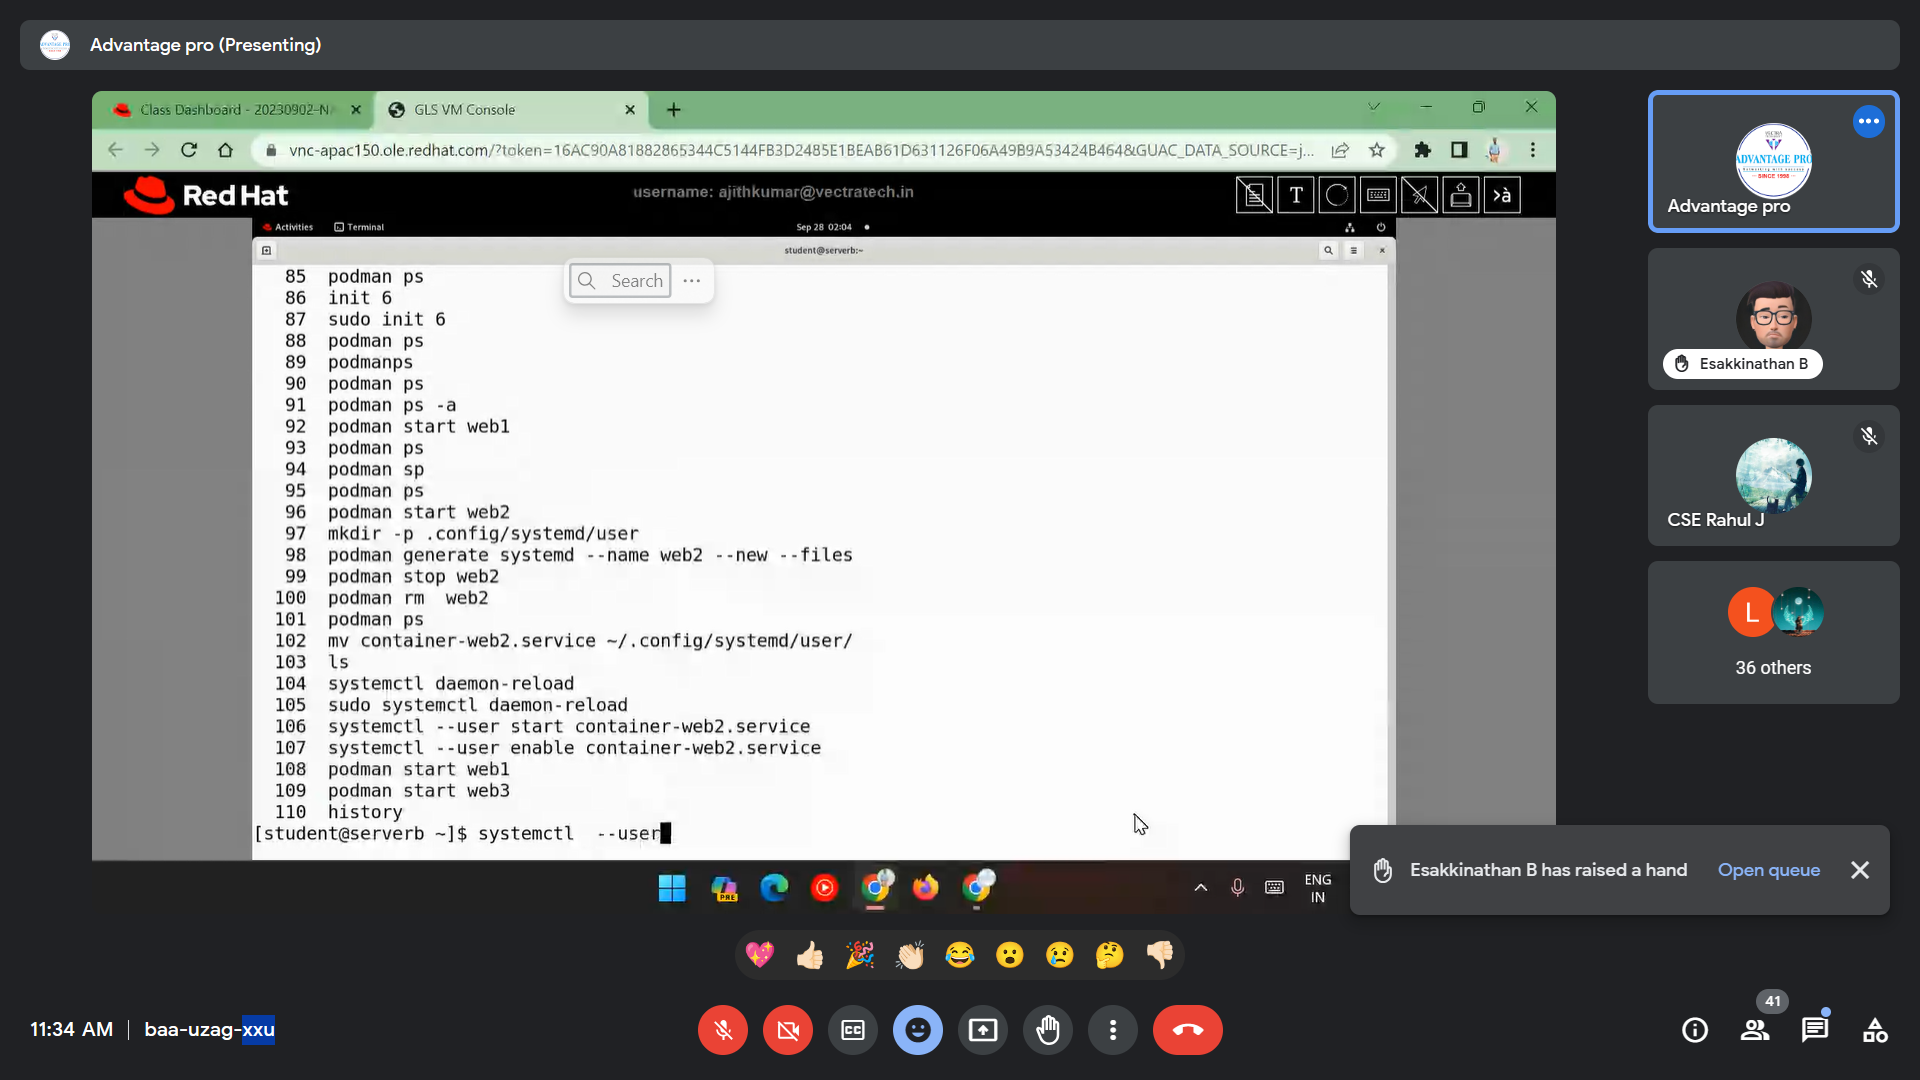 Advantage pro (Presenting)
Class Dashboard - 20230902-N
GLS VM Console
vnc-apac150.ole.redhat.com/?token=16AC90A81882865344C5144FB3D2485E1BEAB61D631126F06A49B9A53424B464&GUAC_DATA_SOURCE=j...
Red Hat
username: ajithkumar@vectratech.in
T
>à
Activities
Terminal
Sep 28 02:04
student@serverb:~
Search
85 podman ps
86 init 6
87 sudo init 6
88 podman ps
89 podmanps
90 podman ps
91 podman ps -a
92 podman start web1
93 podman ps
94 podman sp
95 podman ps
96 podman start web2
97 mkdir -p .config/systemd/user
98 podman generate systemd --name web2 --new --files
99 podman stop web2
100 podman rm  web2
101 podman ps
102 mv container-web2.service ~/.config/systemd/user/
103 ls
104 systemctl daemon-reload
105 sudo systemctl daemon-reload
106 systemctl --user start container-web2.service
107 systemctl --user enable container-web2.service
108 podman start web1
109 podman start web3
110 history
[student@serverb ~]$ systemctl  --user
PRE
ENG
IN
ADVANTAGE PRO
SINCE 1998
Advantage pro
Esakkinathan B
CSE Rahul J
L
36 others
Esakkinathan B has raised a hand
Open queue
11:34 AM
baa-uzag-xxu
CC
41